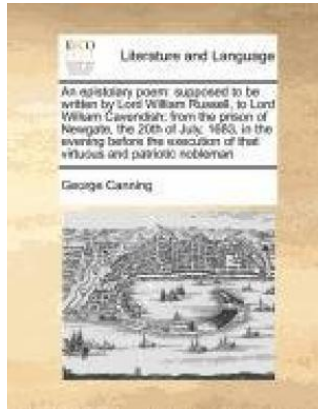 ECCO
Literature and Language
An epistolary poem: supposed to be
written by Lord William Russell, to Lord
William Cavendish; from the prison of
Newgate, the 20th of July, 1683, in the
evening before the execution of that
virtuous and patriotic nobleman
George Canning